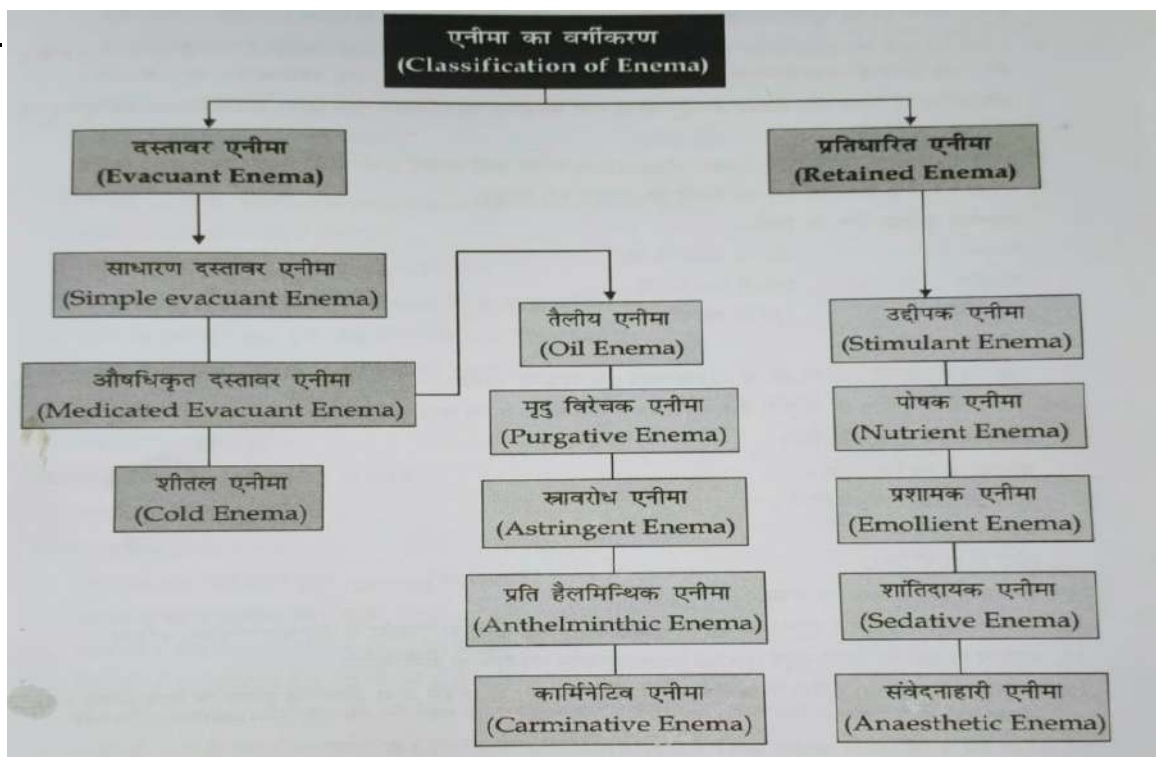 एनीमा का वर्गीकरण
(Classification of Enema)
दस्तावर एनीमा
(Evacuant Enema)
साधारण दस्तावर एनीमा
(Simple evacuant Enema)
औषधिकृत दस्तावर एनीमा
(Medicated Evacuant Enema)
शीतल एनीमा
(Cold Enema)
तैलीय एनीमा
(Oil Enema)
मृदु विरेचक एनीमा
(Purgative Enema)
स्त्रावरोध एनीमा
(Astringent Enema)
प्रति हैलमिन्थिक एनीमा
(Anthelminthic Enema)
कार्मिनेटिव एनीमा
(Carminative Enema)
प्रतिधारित एनीमा
(Retained Enema)
उद्दीपक एनीमा
(Stimulant Enema)
पोषक एनीमा
(Nutrient Enema)
प्रशामक एनीमा
(Emollient Enema)
शांतिदायक एनीमा
(Sedative Enema)
संवेदनाहारी एनीमा
(Anaesthetic Enema)